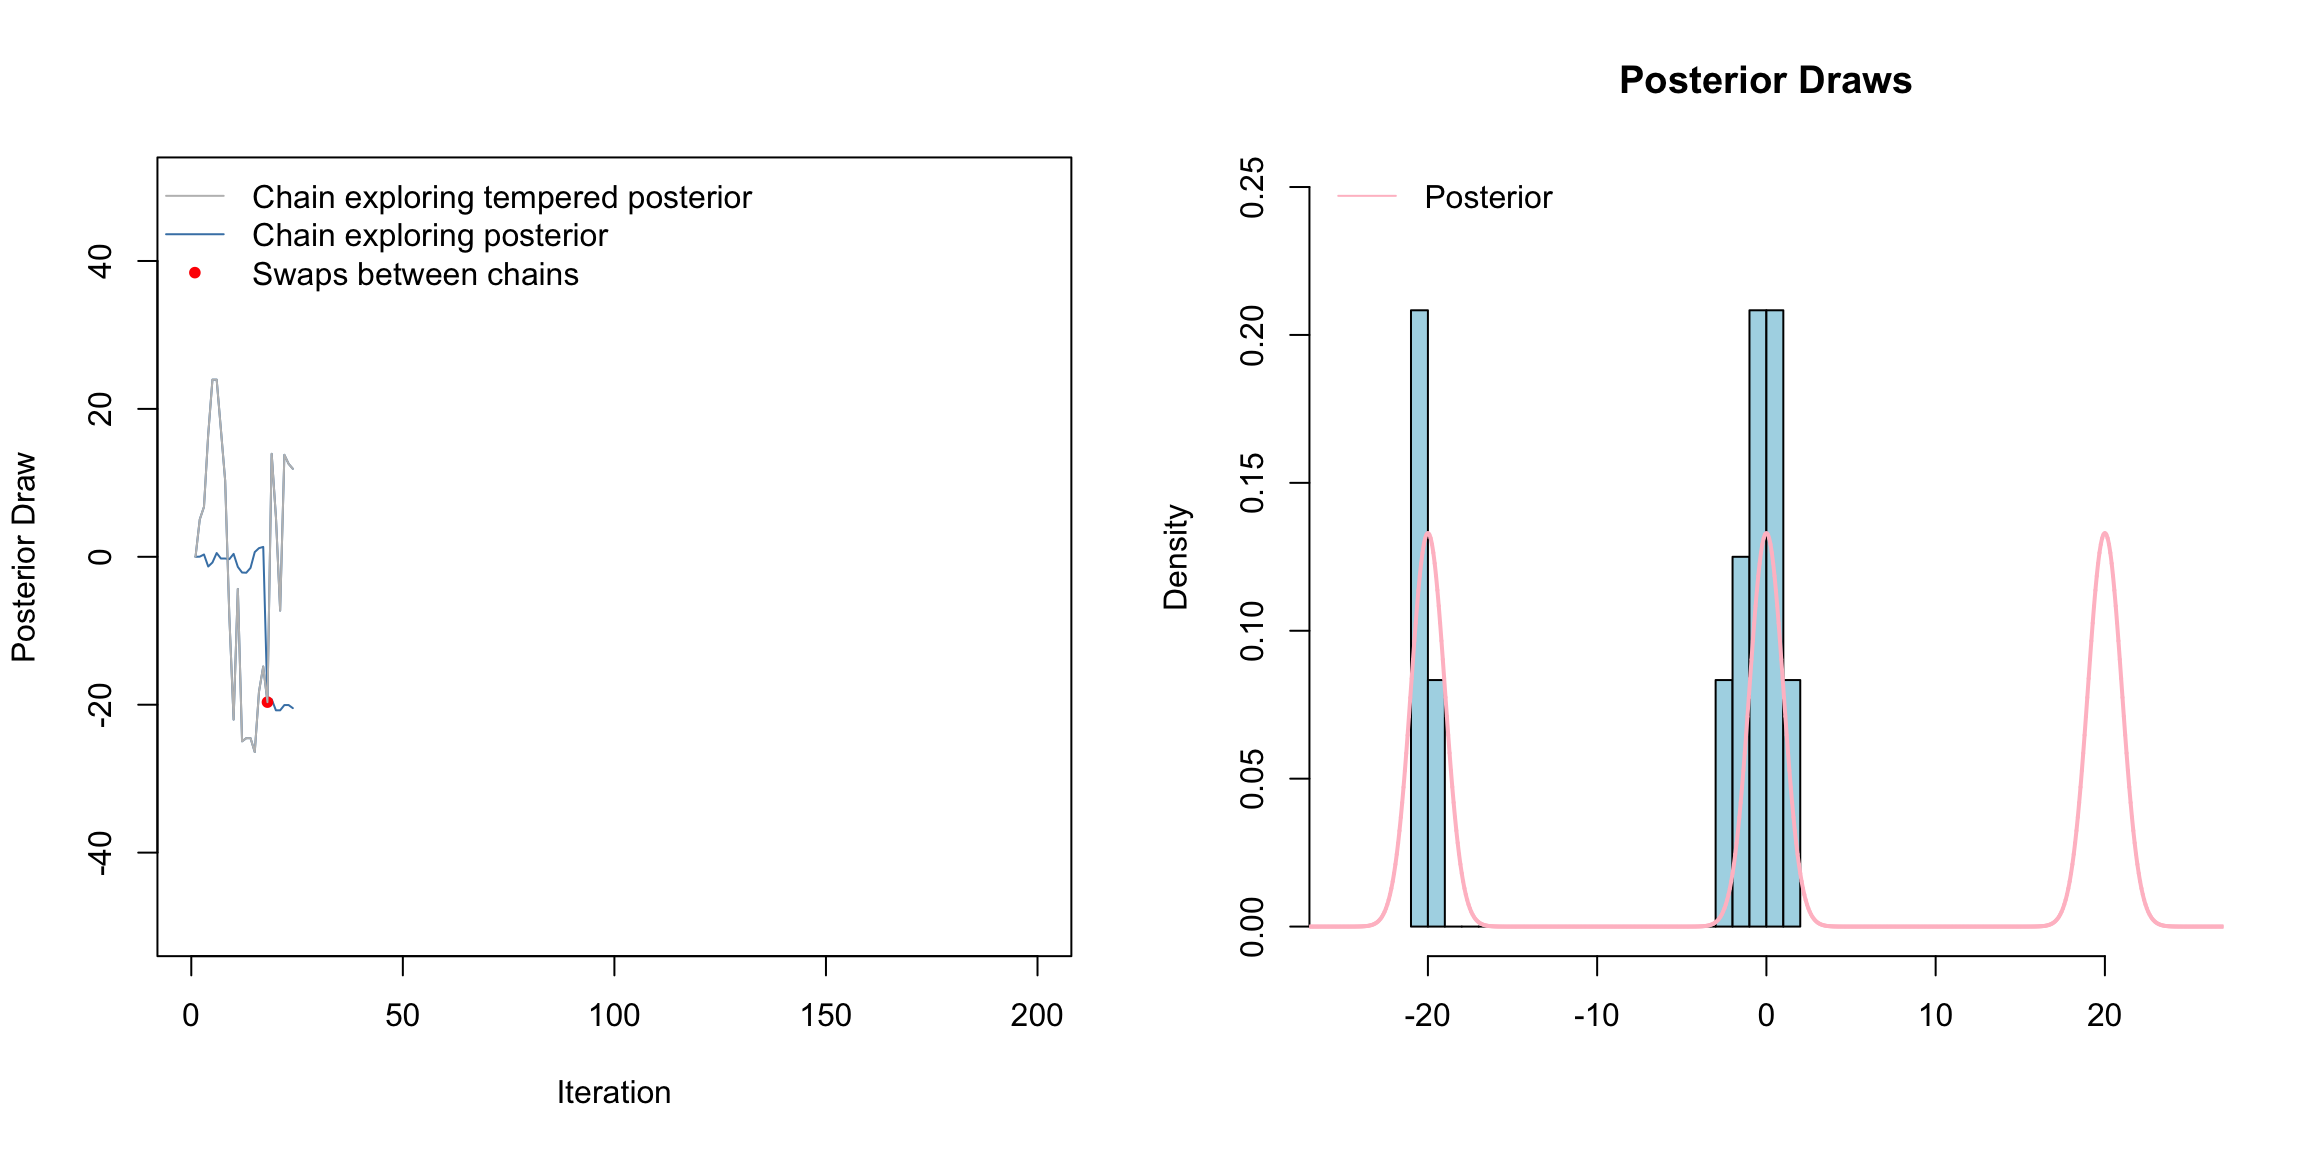 Chain exploring tempered posterior
Chain exploring posterior
Swaps between chains
Posterior Draw
40
20
0
-20
-40
0 50 100 150 200
Iteration
Posterior Draws
Posterior
Density
0.25
0.20
0.15
0.10
0.05
0.00
-20 -10 0 10 20